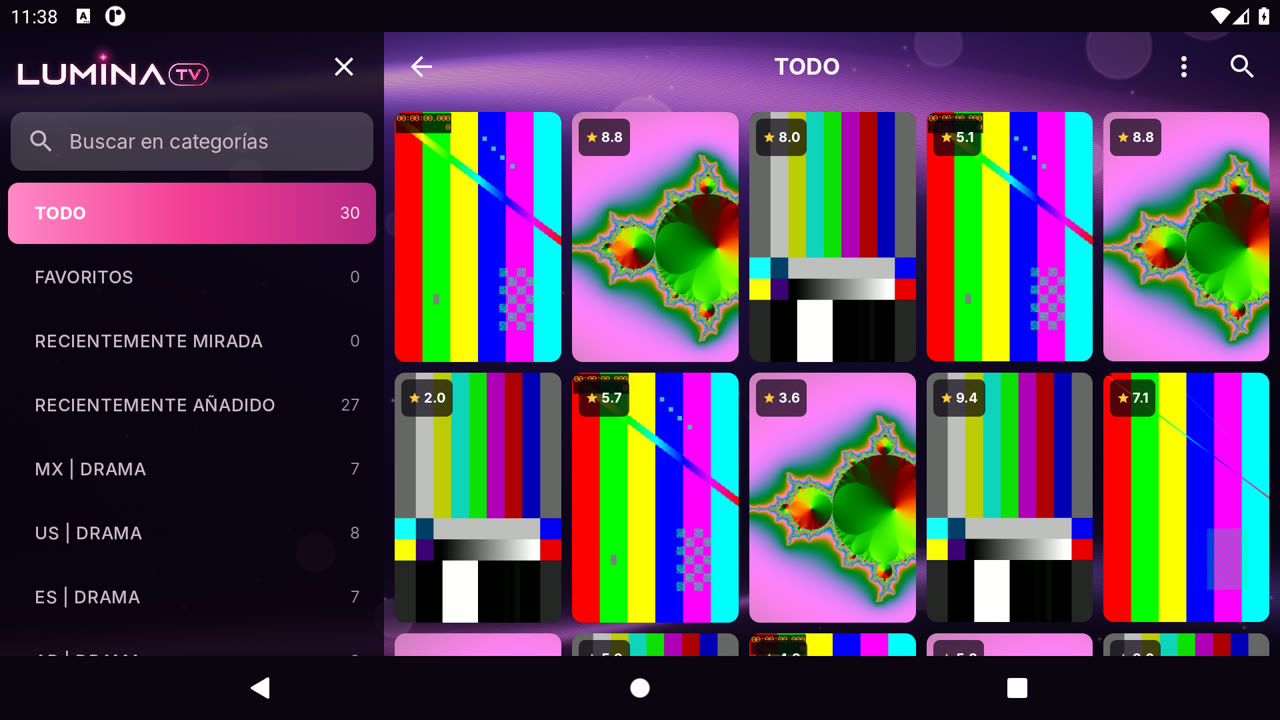 11:38
LUMINA TV
TODO
Buscar en categorías
TODO 30
FAVORITOS 0
RECIENTEMENTE MIRADA 0
RECIENTEMENTE AÑADIDO 27
MX | DRAMA 7
US | DRAMA 8
ES | DRAMA 7
8.8
8.0
5.1
8.8
2.0
5.7
3.6
9.4
7.1